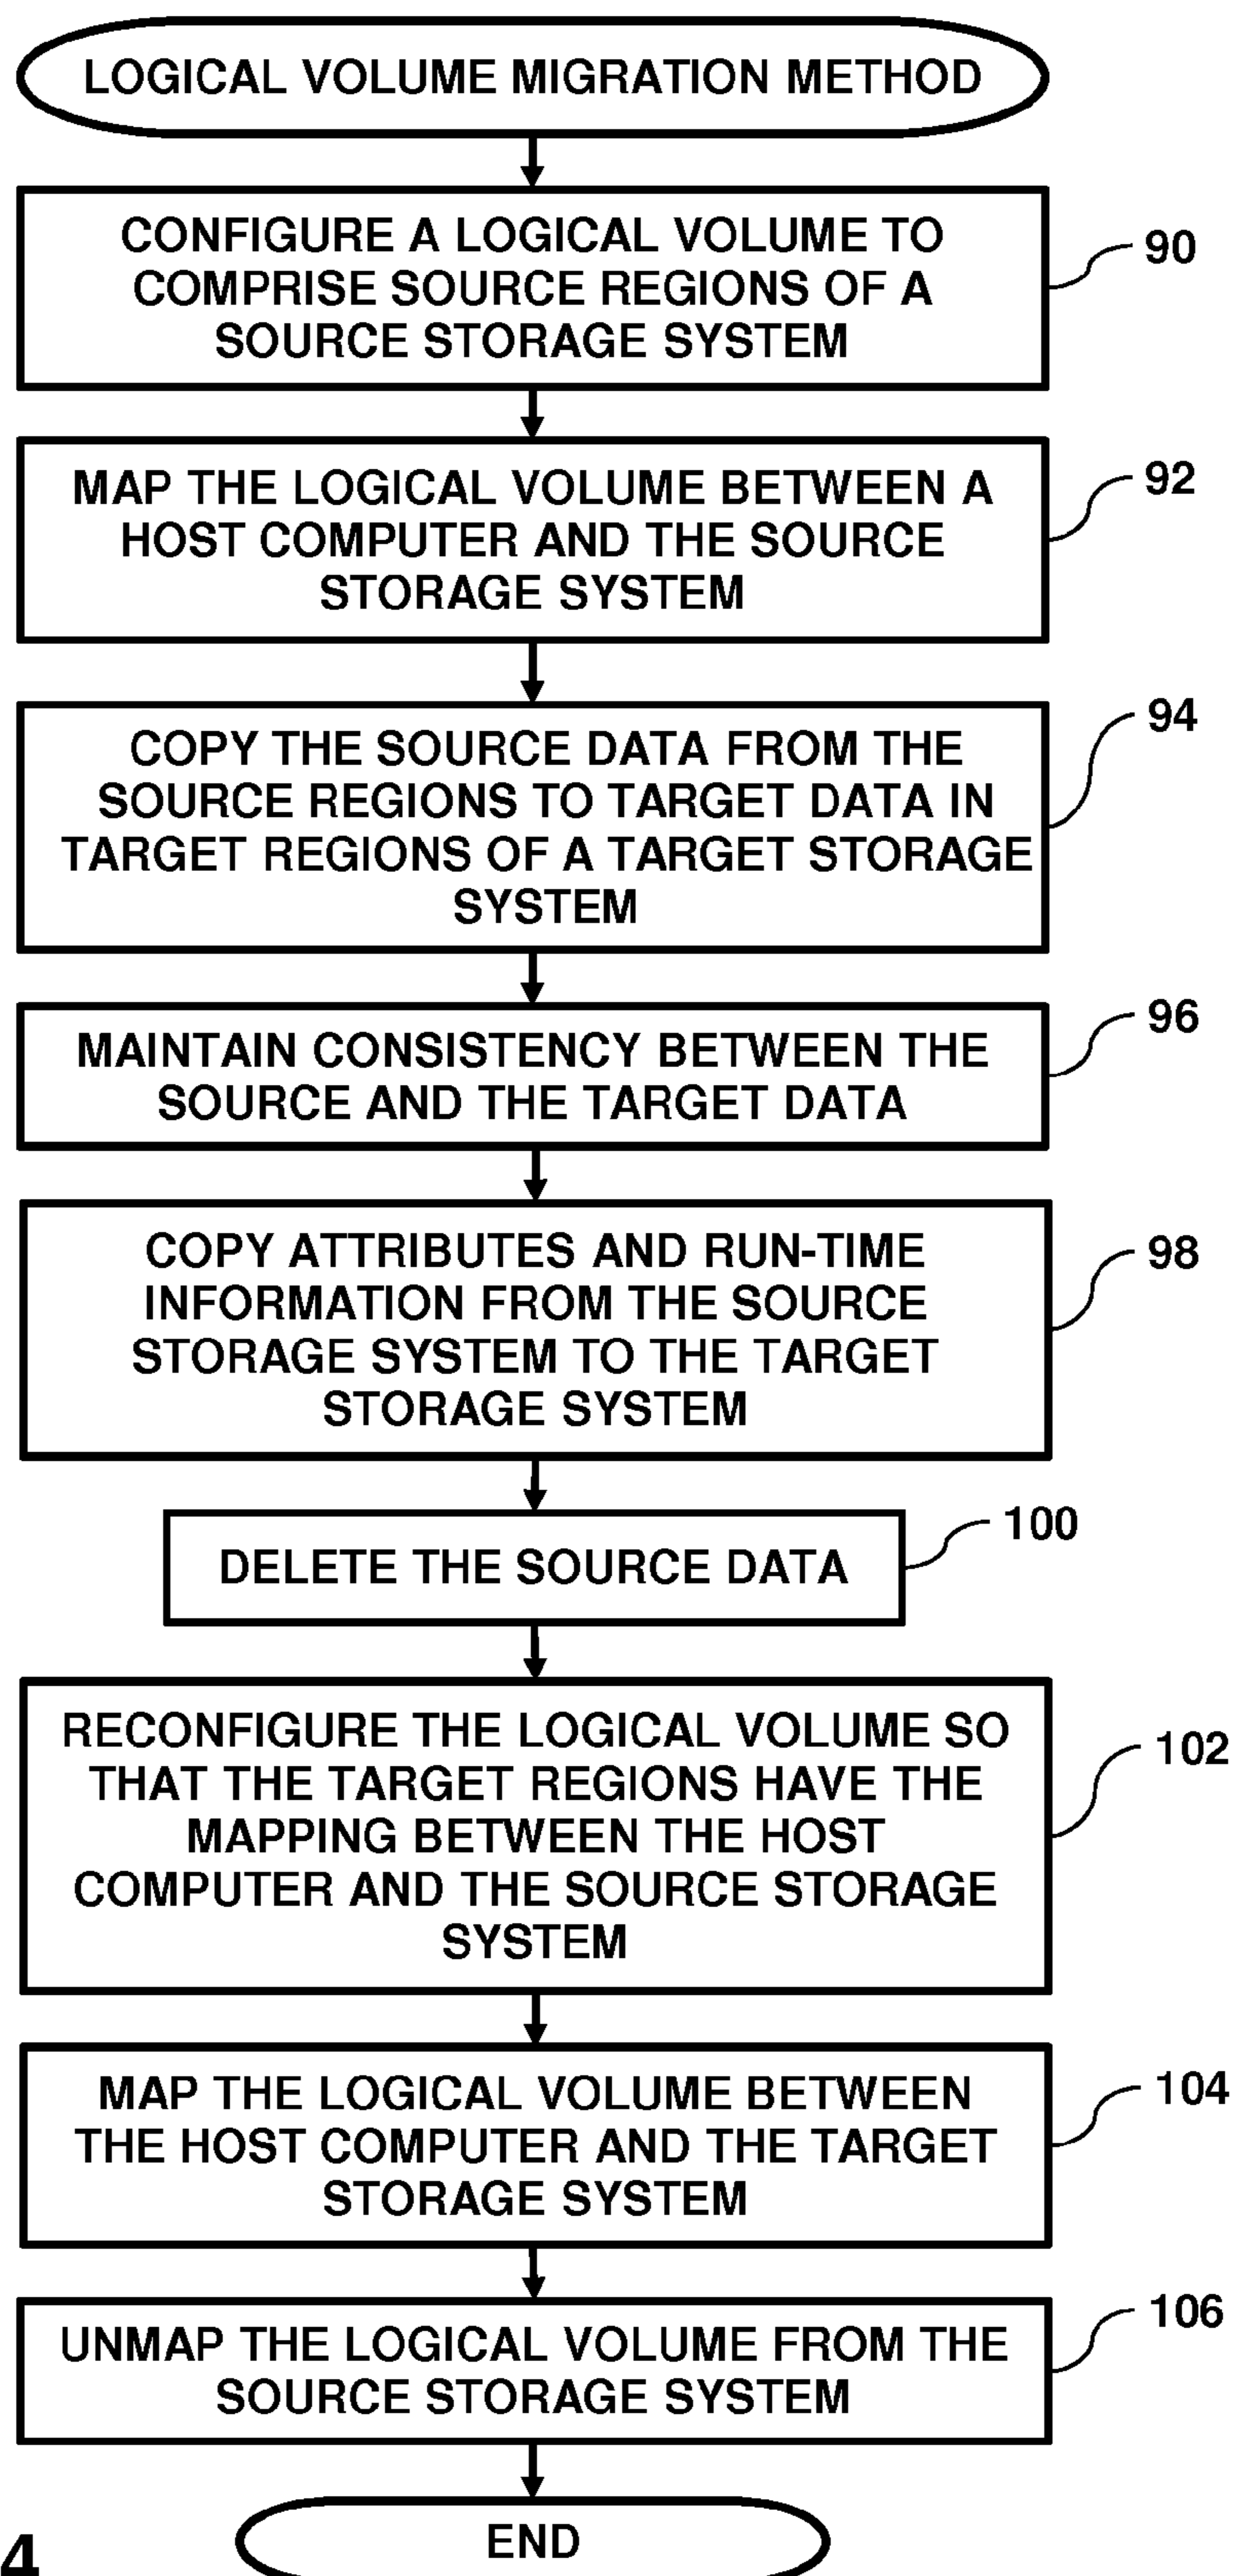 LOGICAL VOLUME MIGRATION METHOD
CONFIGURE A LOGICAL VOLUME TO
COMPRISE SOURCE REGIONS OF A
SOURCE STORAGE SYSTEM
90
MAP THE LOGICAL VOLUME BETWEEN A
HOST COMPUTER AND THE SOURCE
STORAGE SYSTEM
92
COPY THE SOURCE DATA FROM THE
SOURCE REGIONS TO TARGET DATA IN
TARGET REGIONS OF A TARGET STORAGE
SYSTEM
94
MAINTAIN CONSISTENCY BETWEEN THE
SOURCE AND THE TARGET DATA
96
COPY ATTRIBUTES AND RUN-TIME
INFORMATION FROM THE SOURCE
STORAGE SYSTEM TO THE TARGET
STORAGE SYSTEM
98
DELETE THE SOURCE DATA
100
RECONFIGURE THE LOGICAL VOLUME SO
THAT THE TARGET REGIONS HAVE THE
MAPPING BETWEEN THE HOST
COMPUTER AND THE SOURCE STORAGE
SYSTEM
102
MAP THE LOGICAL VOLUME BETWEEN
THE HOST COMPUTER AND THE TARGET
STORAGE SYSTEM
104
UNMAP THE LOGICAL VOLUME FROM THE
SOURCE STORAGE SYSTEM
106
END
4